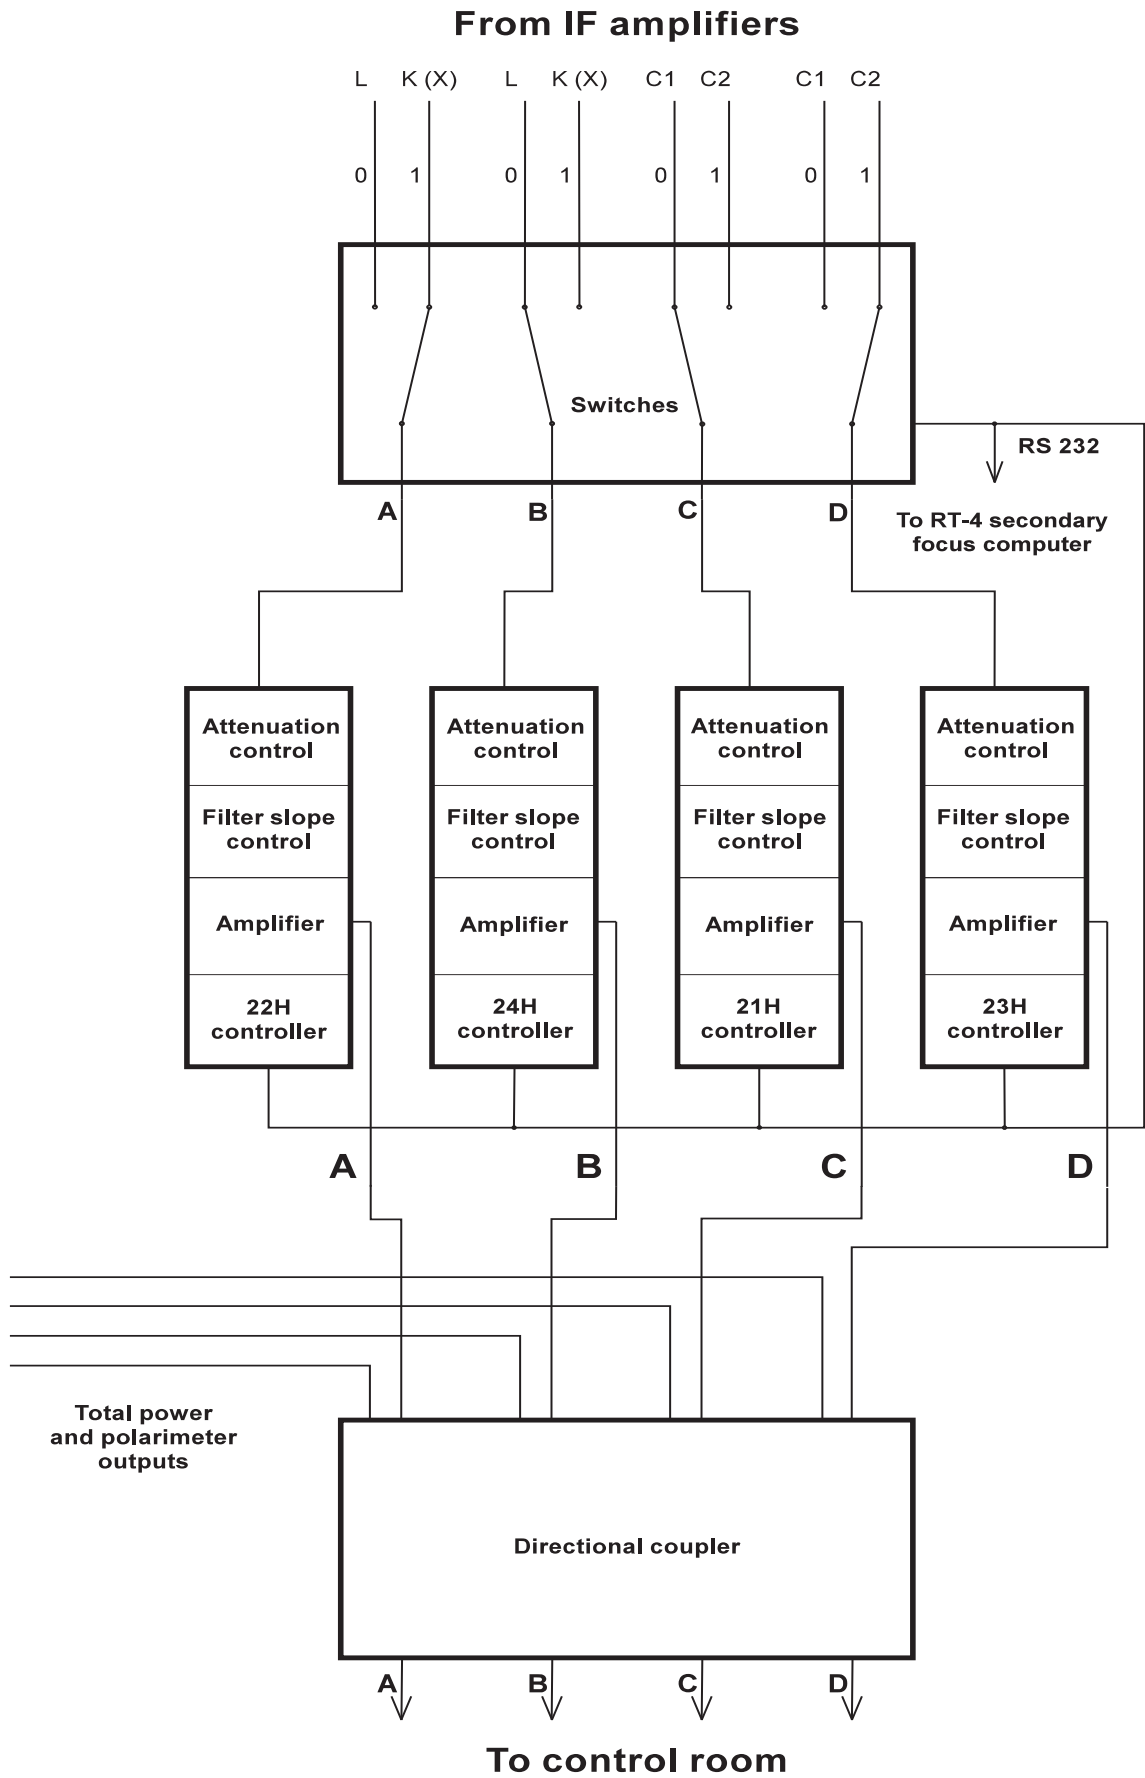 From IF amplifiers
L K (X) L K (X) C1 C2 C1 C2
0 1 0 1 0 1 0 1
Switches
RS 232
A B C D
To RT-4 secondary
focus computer
Attenuation
control
Filter slope
control
Amplifier
22H
controller
Attenuation
control
Filter slope
control
Amplifier
24H
controller
Attenuation
control
Filter slope
control
Amplifier
21H
controller
Attenuation
control
Filter slope
control
Amplifier
23H
controller
A B C D
Total power
and polarimeter
outputs
Directional coupler
A B C D
To control room